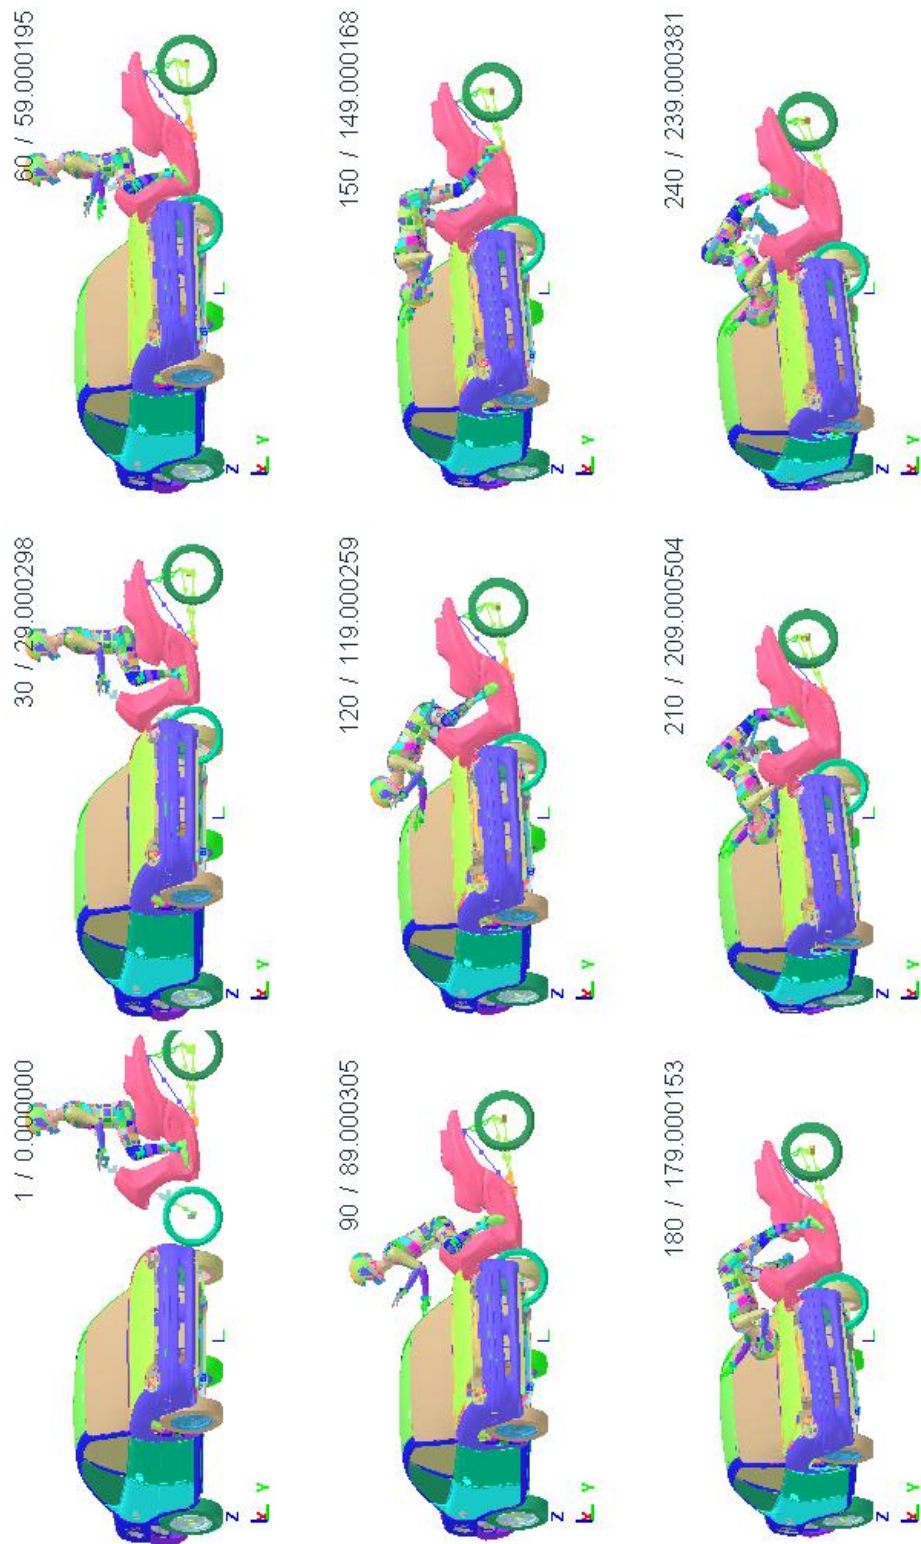 1 / 0.000000
30 / 29.000298
60 / 59.000195
Z
X Y
Z
X Y
Z
X Y
90 / 89.000305
120 / 119.000259
150 / 149.000168
Z
X Y
Z
X Y
Z
X Y
180 / 179.000153
210 / 209.000504
240 / 239.000381
Z
X Y
Z
X Y
Z
X Y